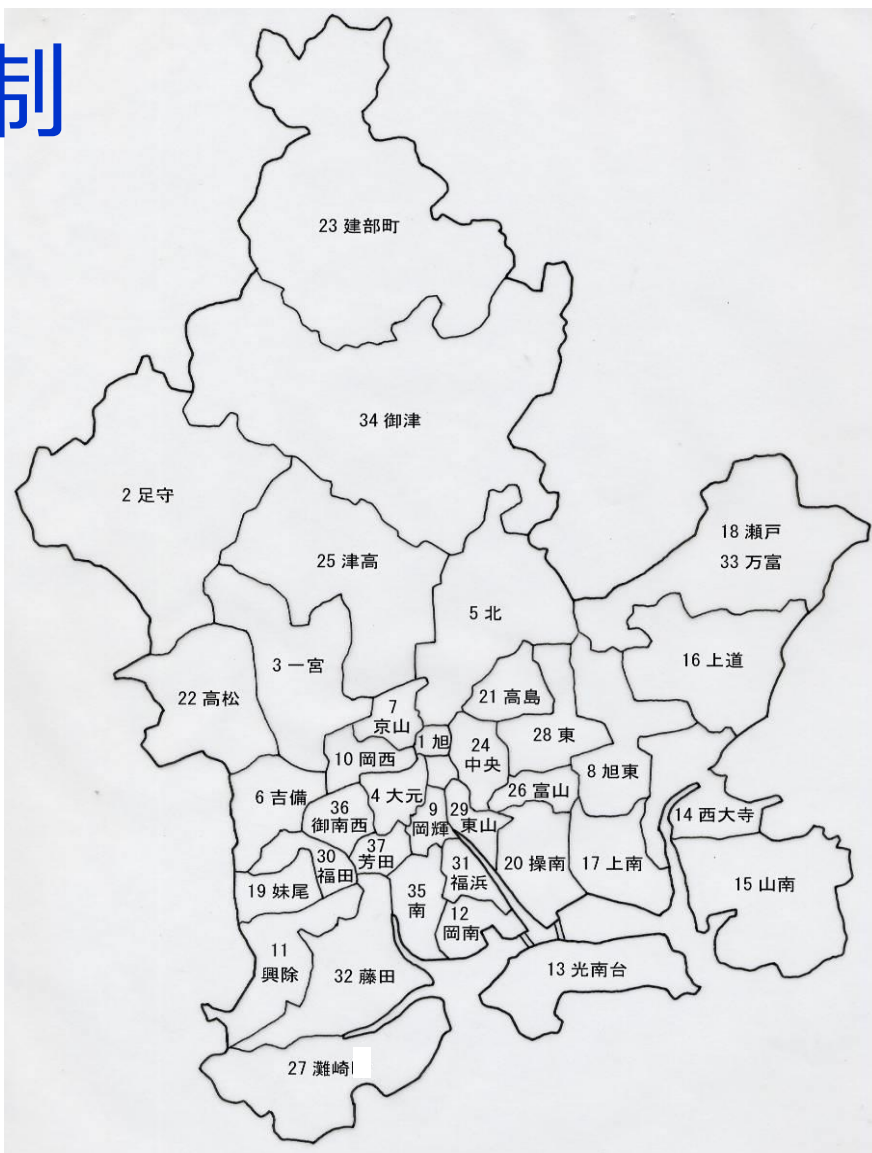 制
23 建部町
34 御津
2 足守
18 瀬戸
33 万富
25 津高
5 北
16 上道
3 一宮
22 高松
21 高島
7
京山
28 東
1 旭
24
中央
10 岡西
8 旭東
26 富山
6 吉備
4 大元
36
御南西
9
岡輝
29
東山
14 西大寺
37
芳田
30
福田
31
福浜
20 操南
17 上南
15 山南
19 妹尾
35
南
12
岡南
11
興除
32 藤田
13 光南台
27 灘崎